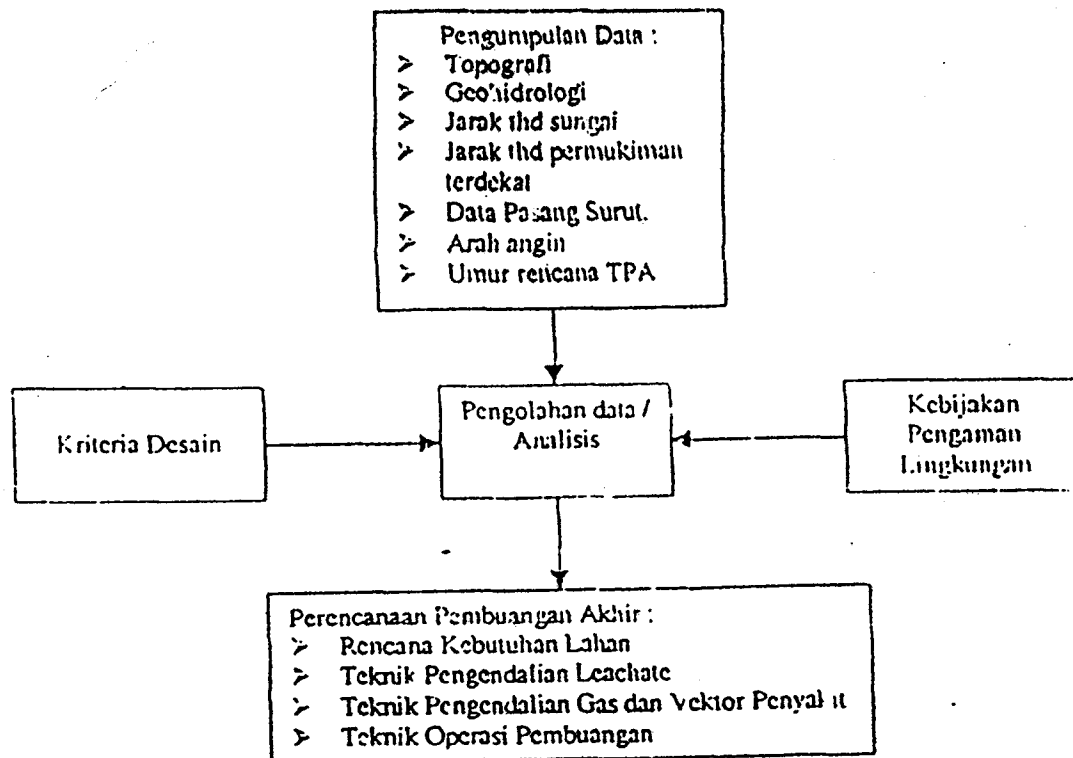 Pengumpulan Data :
➢ Topografi
➢ Geohidrologi
➢ Jarak thd sungai
➢ Jarak thd permukiman
terdekat
➢ Data Pasang Surut.
➢ Arah angin
➢ Umur rencana TPA
Kriteria Desain
Pengolahan data /
Analisis
Kebijakan
Pengaman
Lingkungan
Perencanaan Pembuangan Akhir :
➢ Rencana Kebutuhan Lahan
➢ Teknik Pengendalian Leachate
➢ Teknik Pengendalian Gas dan Vektor Penyakit
➢ Teknik Operasi Pembuangan